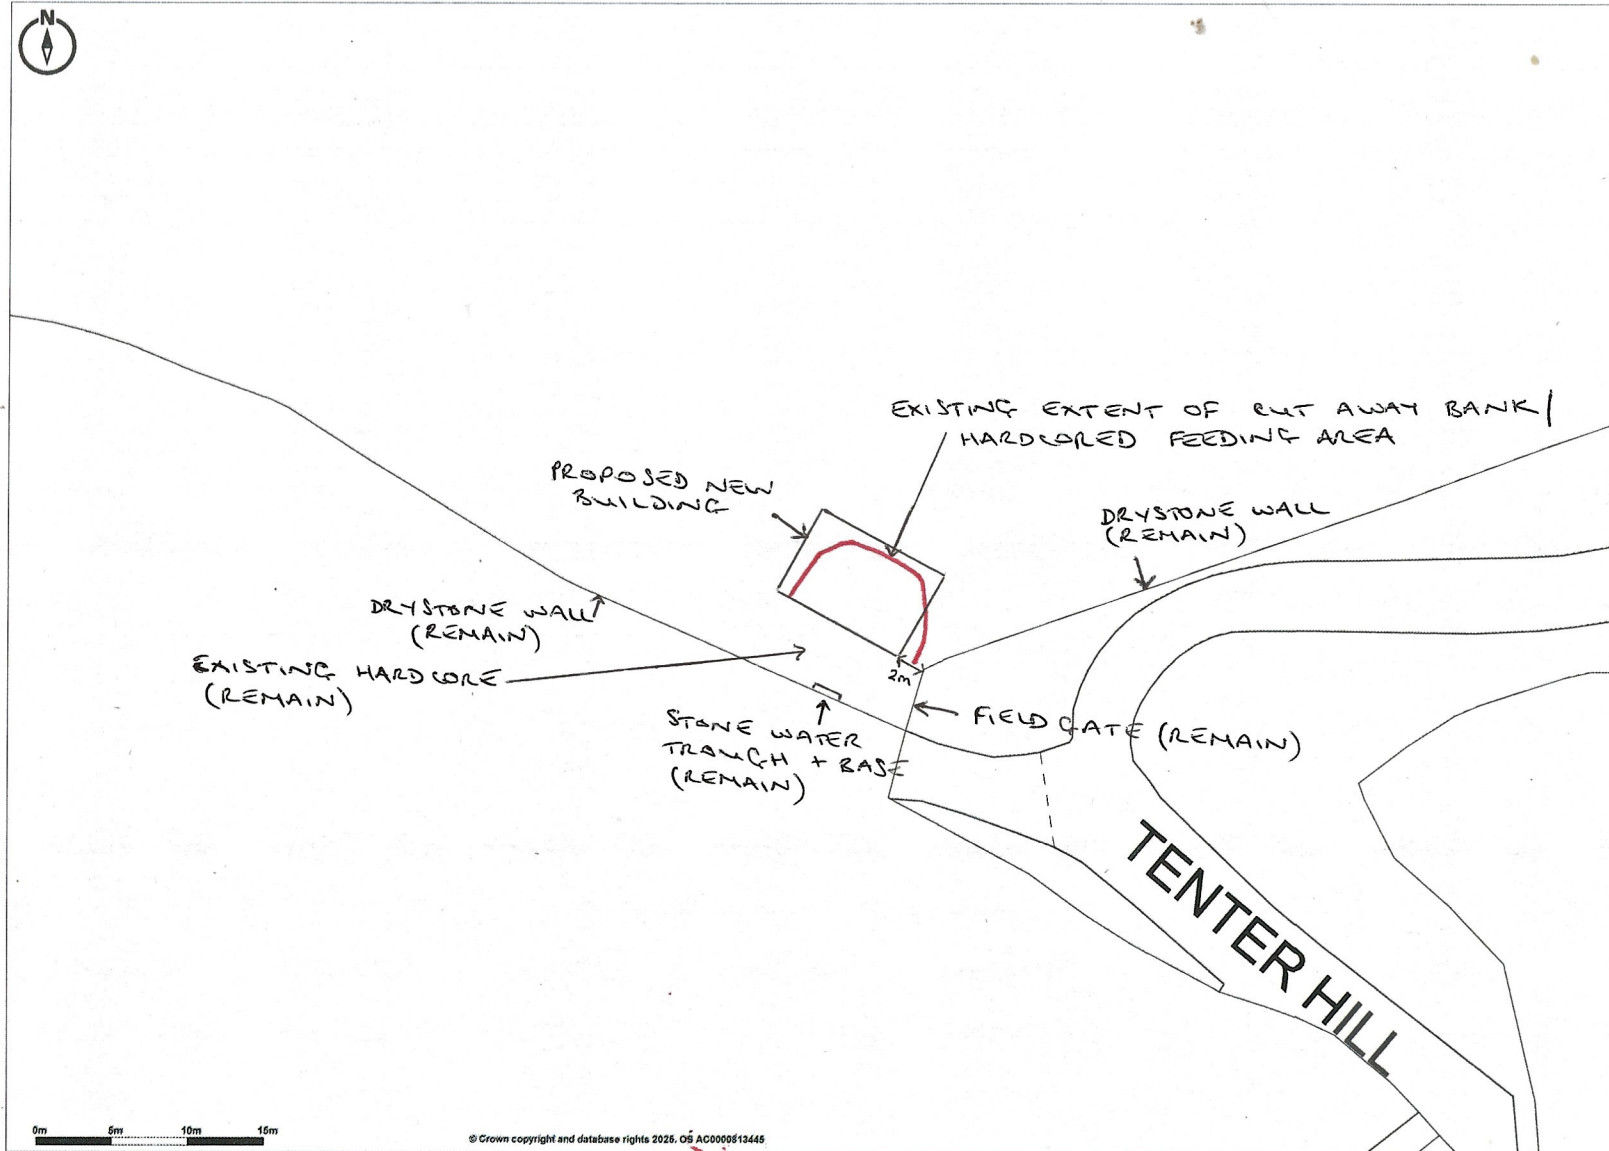 N
EXISTING EXTENT OF CUT AWAY BANK/
HARDCORED FEEDING AREA
PROPOSED NEW
BUILDING
DRYSTONE WALL
(REMAIN)
DRYSTONE WALL
(REMAIN)
EXISTING HARDCORE
(REMAIN)
2m
STONE WATER
TROUGH + BASE
(REMAIN)
FIELD GATE (REMAIN)
TENTER HILL
0m 5m 10m 15m
© Crown copyright and database rights 2025. OS AC0000813445